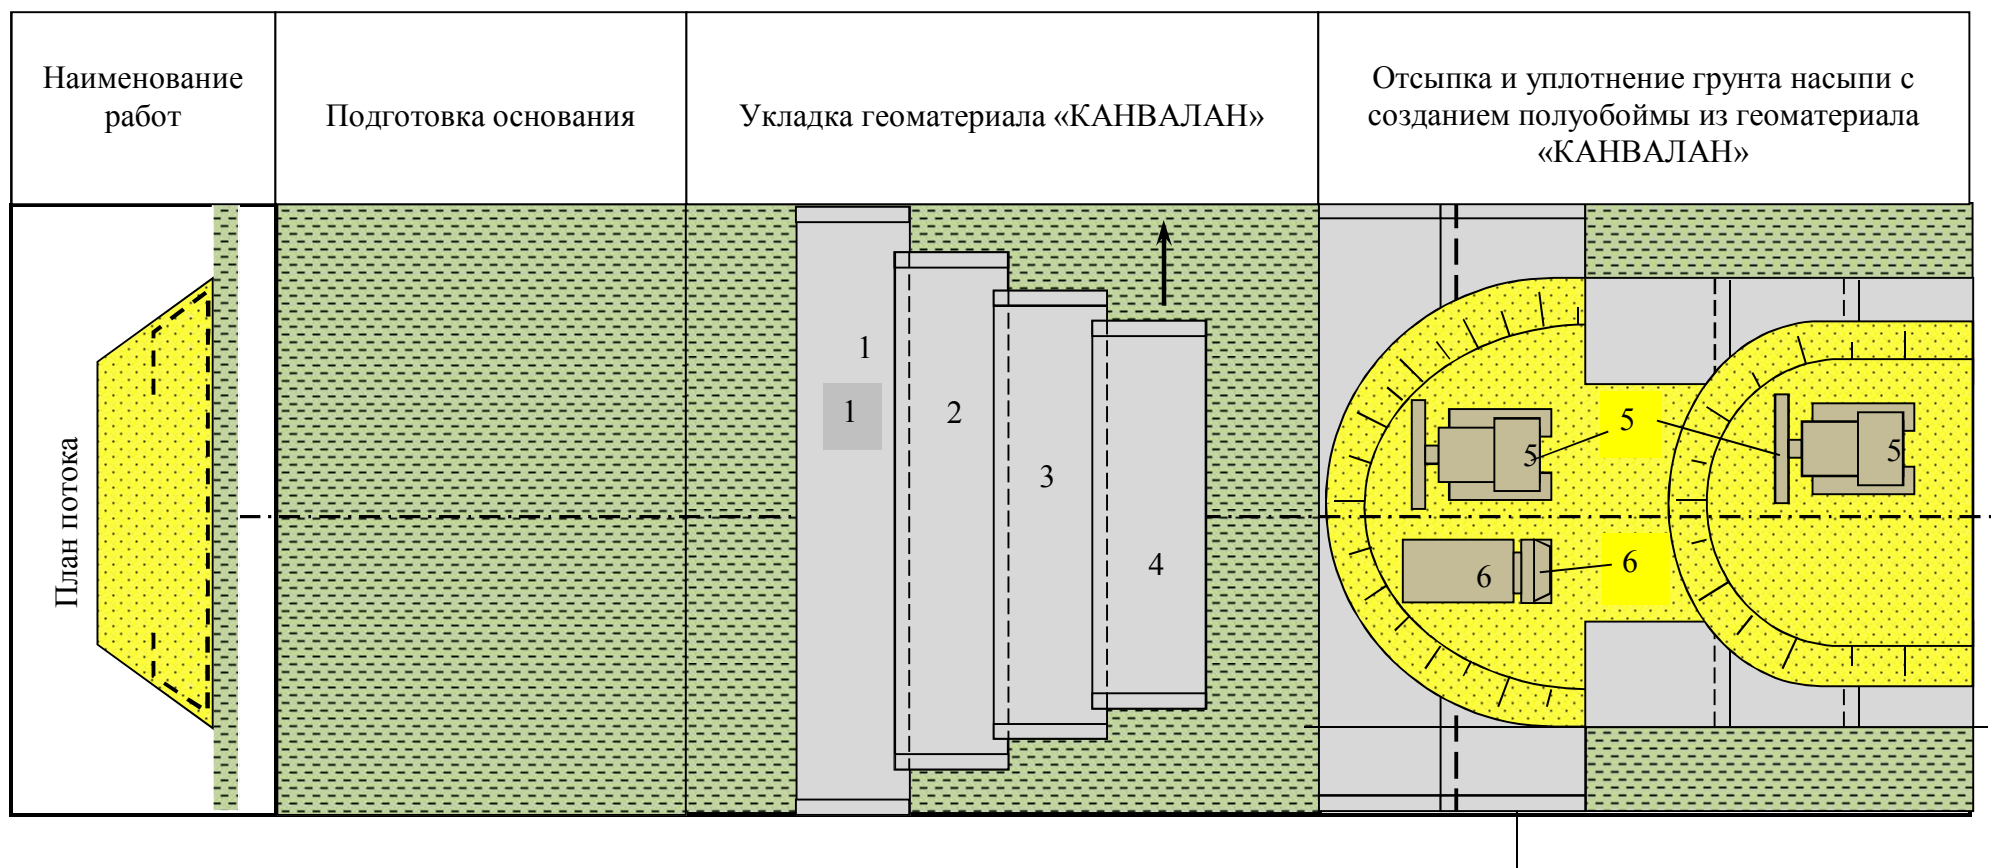 Наименование
работ
Подготовка основания
Укладка геоматериала «КАНВАЛАН»
Отсыпка и уплотнение грунта насыпи с
созданием полуобоймы из геоматериала
«КАНВАЛАН»
План потока
1
1
2
3
4
5
5
5
6
6